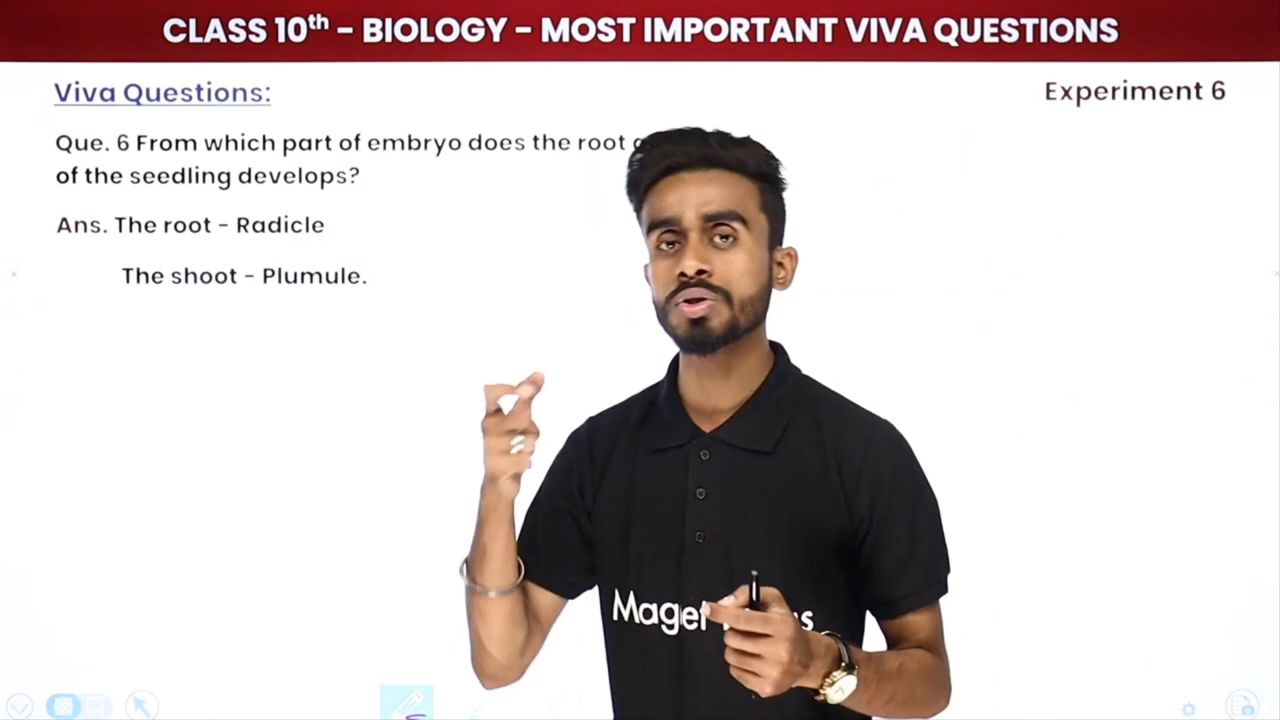 CLASS 10th – BIOLOGY – MOST IMPORTANT VIVA QUESTIONS
Viva Questions:
Experiment 6
Que. 6 From which part of embryo does the root
of the seedling develops?
Ans. The root - Radicle
The shoot - Plumule.